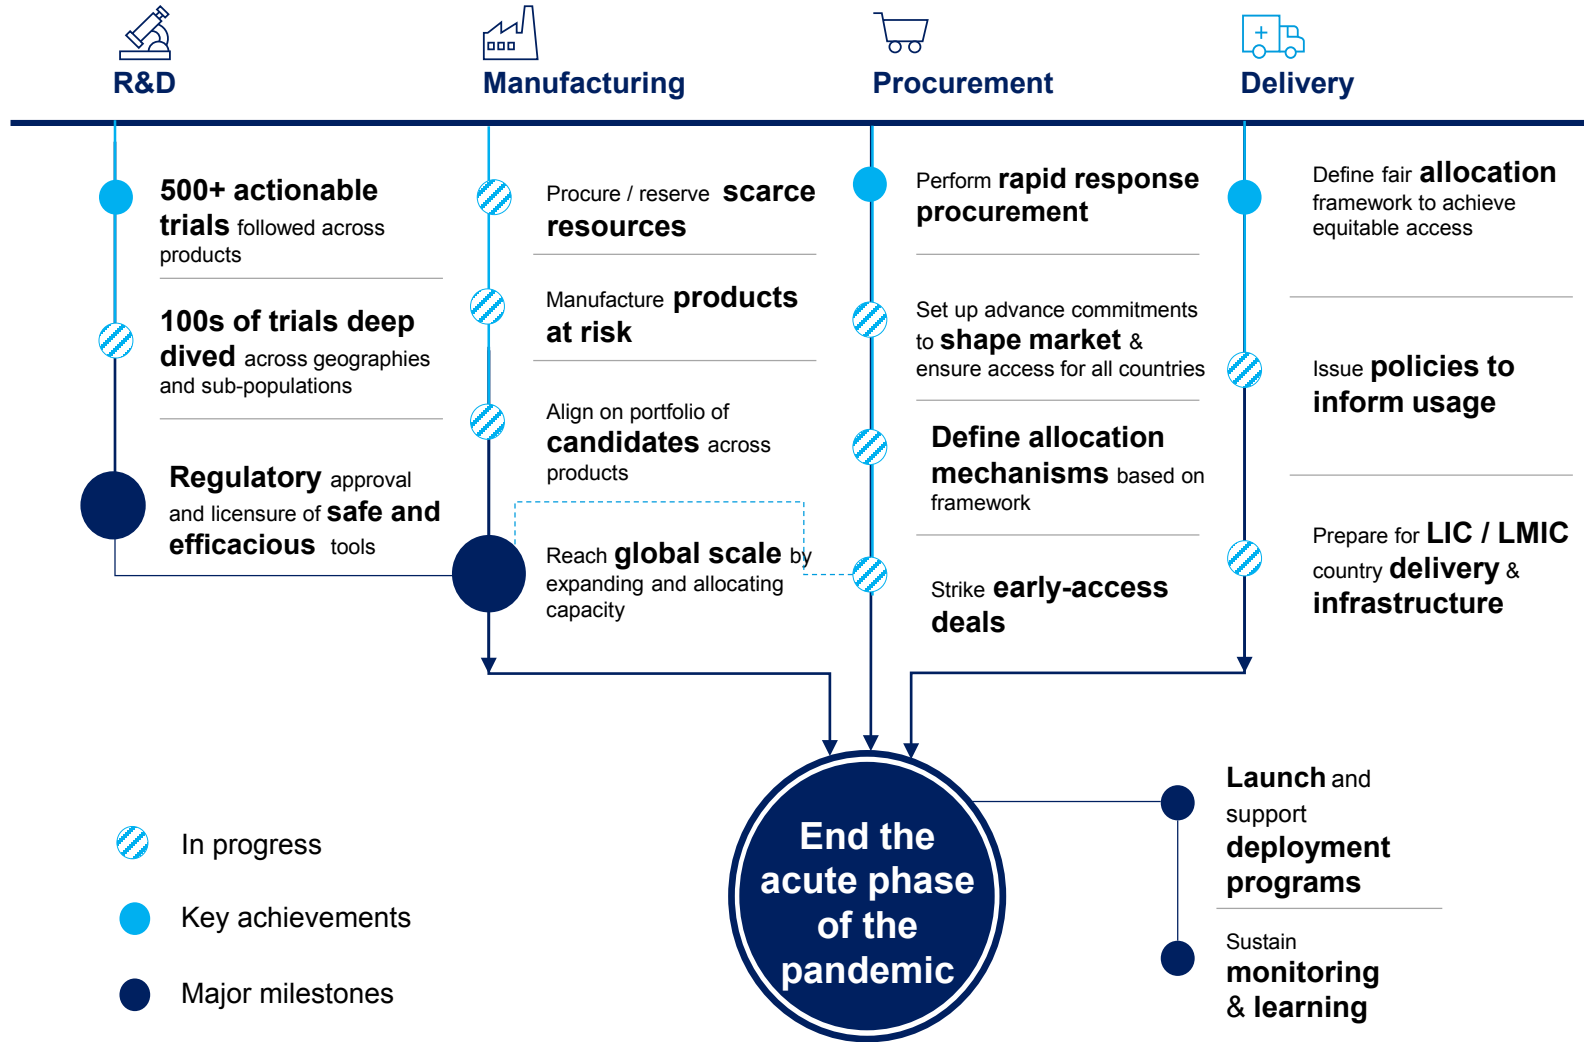 R&D
Manufacturing
Procurement
Delivery
500+ actionable
trials followed across
products
100s of trials deep
dived across geographies
and sub-populations
Regulatory approval
and licensure of safe and
efficacious tools
Procure / reserve scarce
resources
Manufacture products
at risk
Align on portfolio of
candidates across
products
Reach global scale by
expanding and allocating
capacity
Perform rapid response
procurement
Set up advance commitments
to shape market &
ensure access for all countries
Define allocation
mechanisms based on
framework
Strike early-access
deals
Define fair allocation
framework to achieve
equitable access
Issue policies to
inform usage
Prepare for LIC / LMIC
country delivery &
infrastructure
End the
acute phase
of the
pandemic
Launch and
support
deployment
programs
Sustain
monitoring
& learning
In progress
Key achievements
Major milestones